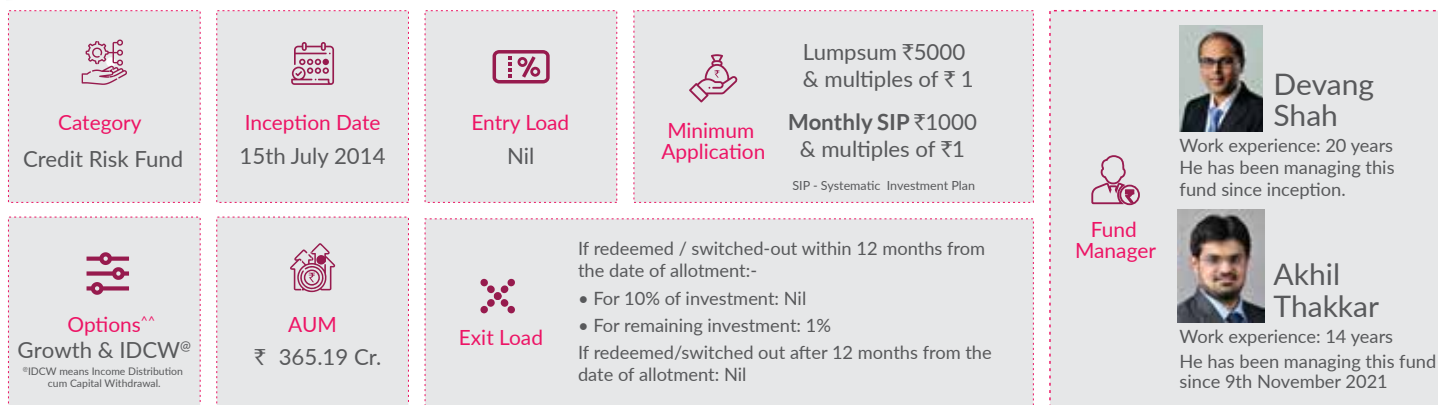 Category
Credit Risk Fund
Inception Date
15th July 2014
%
Entry Load
Nil
₹
Minimum
Application
Lumpsum ₹5000
& multiples of ₹ 1
Monthly SIP ₹1000
& multiples of ₹1
SIP - Systematic Investment Plan
Options^^
Growth & IDCW@
@IDCW means Income Distribution
cum Capital Withdrawal.
₹
AUM
₹ 365.19 Cr.
Exit Load
If redeemed / switched-out within 12 months from
the date of allotment:-
• For 10% of investment: Nil
• For remaining investment: 1%
If redeemed/switched out after 12 months from the
date of allotment: Nil
₹
Fund
Manager
Devang
Shah
Work experience: 20 years
He has been managing this
fund since inception.
Akhil
Thakkar
Work experience: 14 years
He has been managing this fund
since 9th November 2021